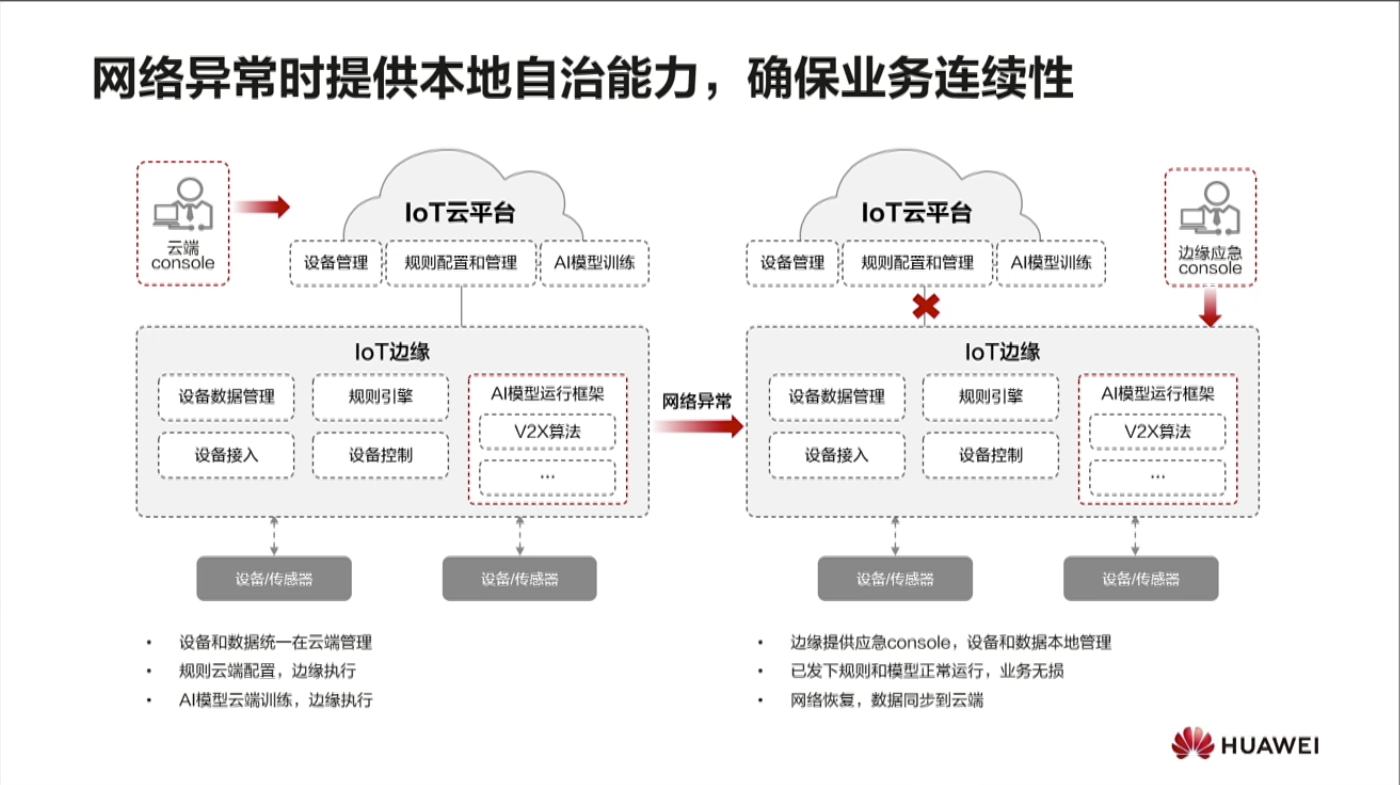 网络异常时提供本地自治能力，确保业务连续性
云端
console
IoT云平台
设备管理
规则配置和管理
AI模型训练
IoT边缘
设备数据管理
规则引擎
设备接入
设备控制
AI模型运行框架
V2X算法
...
设备/传感器
设备/传感器
• 设备和数据统一在云端管理
• 规则云端配置，边缘执行
• AI模型云端训练，边缘执行
网络异常
IoT云平台
设备管理
规则配置和管理
AI模型训练
边缘应急
console
IoT边缘
设备数据管理
规则引擎
设备接入
设备控制
AI模型运行框架
V2X算法
...
设备/传感器
设备/传感器
• 边缘提供应急console，设备和数据本地管理
• 已发下规则和模型正常运行，业务无损
• 网络恢复，数据同步到云端
HUAWEI